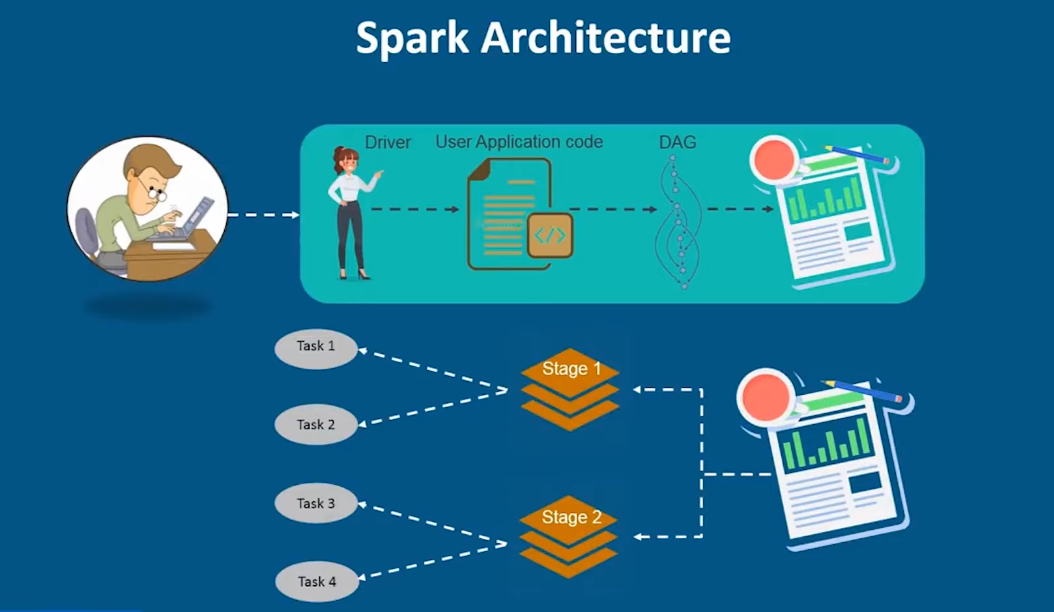 Spark Architecture
Driver
User Application code
DAG
</>
Task 1
Stage 1
Task 2
Task 3
Stage 2
Task 4